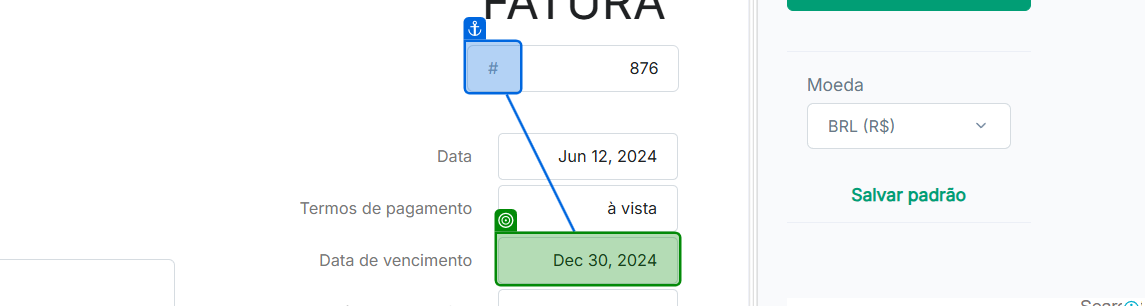 FATURA
# 876
Data Jun 12, 2024
Termos de pagamento à vista
Data de vencimento Dec 30, 2024
Moeda
BRL (R$)
Salvar padrão